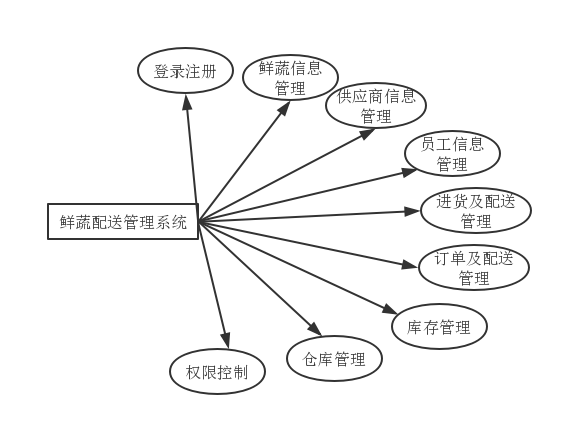 登录注册
鲜蔬信息
管理
供应商信息
管理
员工信息
管理
进货及配送
管理
鲜蔬配送管理系统
订单及配送
管理
库存管理
仓库管理
权限控制